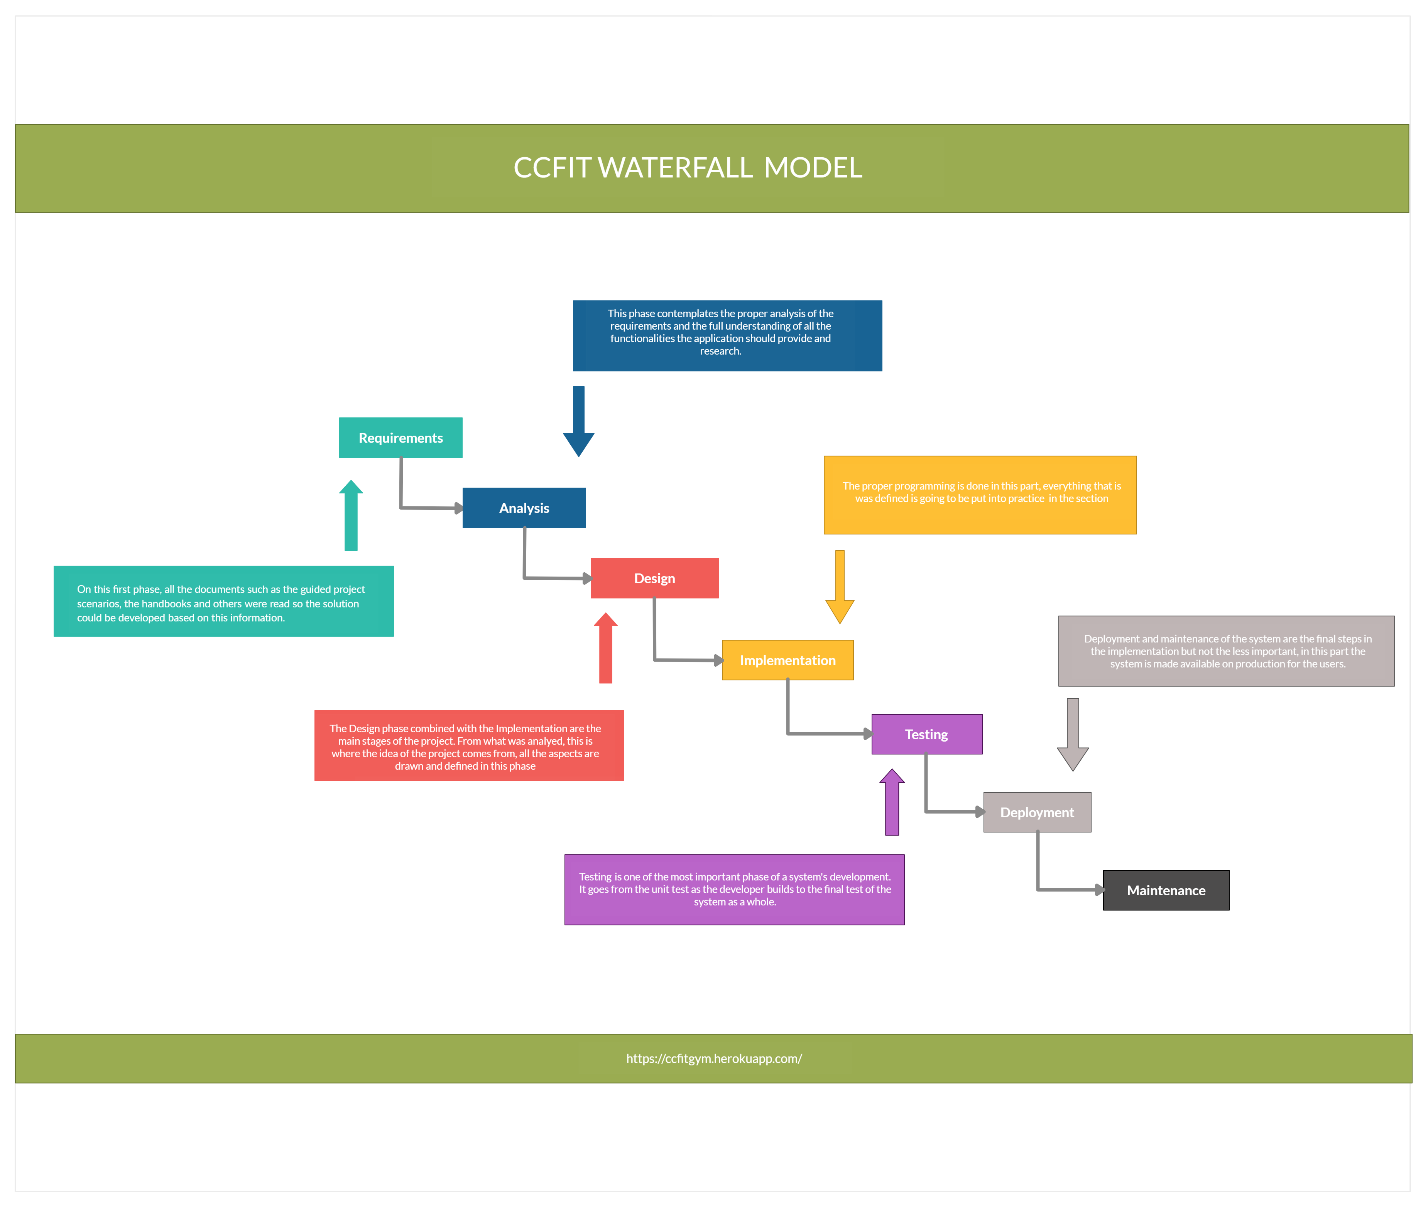 CCFIT WATERFALL MODEL
This phase contemplates the proper analysis of the
requirements and the full understanding of all the
functionalities the application should provide and
research.
Requirements
Analysis
The proper programming is done in this part, everything that is
was defined is going to be put into practice in the section
Design
On this first phase, all the documents such as the guided project
scenarios, the handbooks and others were read so the solution
could be developed based on this information.
Implementation
Deployment and maintenance of the system are the final steps in
the implementation but not the less important, in this part the
system is made available on production for the users.
The Design phase combined with the Implementation are the
main stages of the project. From what was analyed, this is
where the idea of the project comes from, all the aspects are
drawn and defined in this phase
Testing
Deployment
Testing is one of the most important phase of a system's development.
It goes from the unit test as the developer builds to the final test of the
system as a whole.
Maintenance
https://ccfitgym.herokuapp.com/